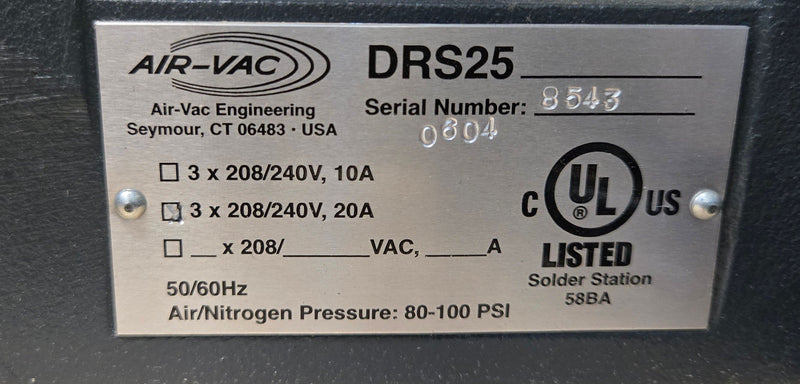 AIR-VAC
Air-Vac Engineering
Seymour, CT 06483 · USA
DRS25
Serial Number: 8543
0604
3 x 208/240V, 10A
3 x 208/240V, 20A
__ x 208/_______VAC, _____A
50/60Hz
Air/Nitrogen Pressure: 80-100 PSI
C UL ® US
LISTED
Solder Station
58BA